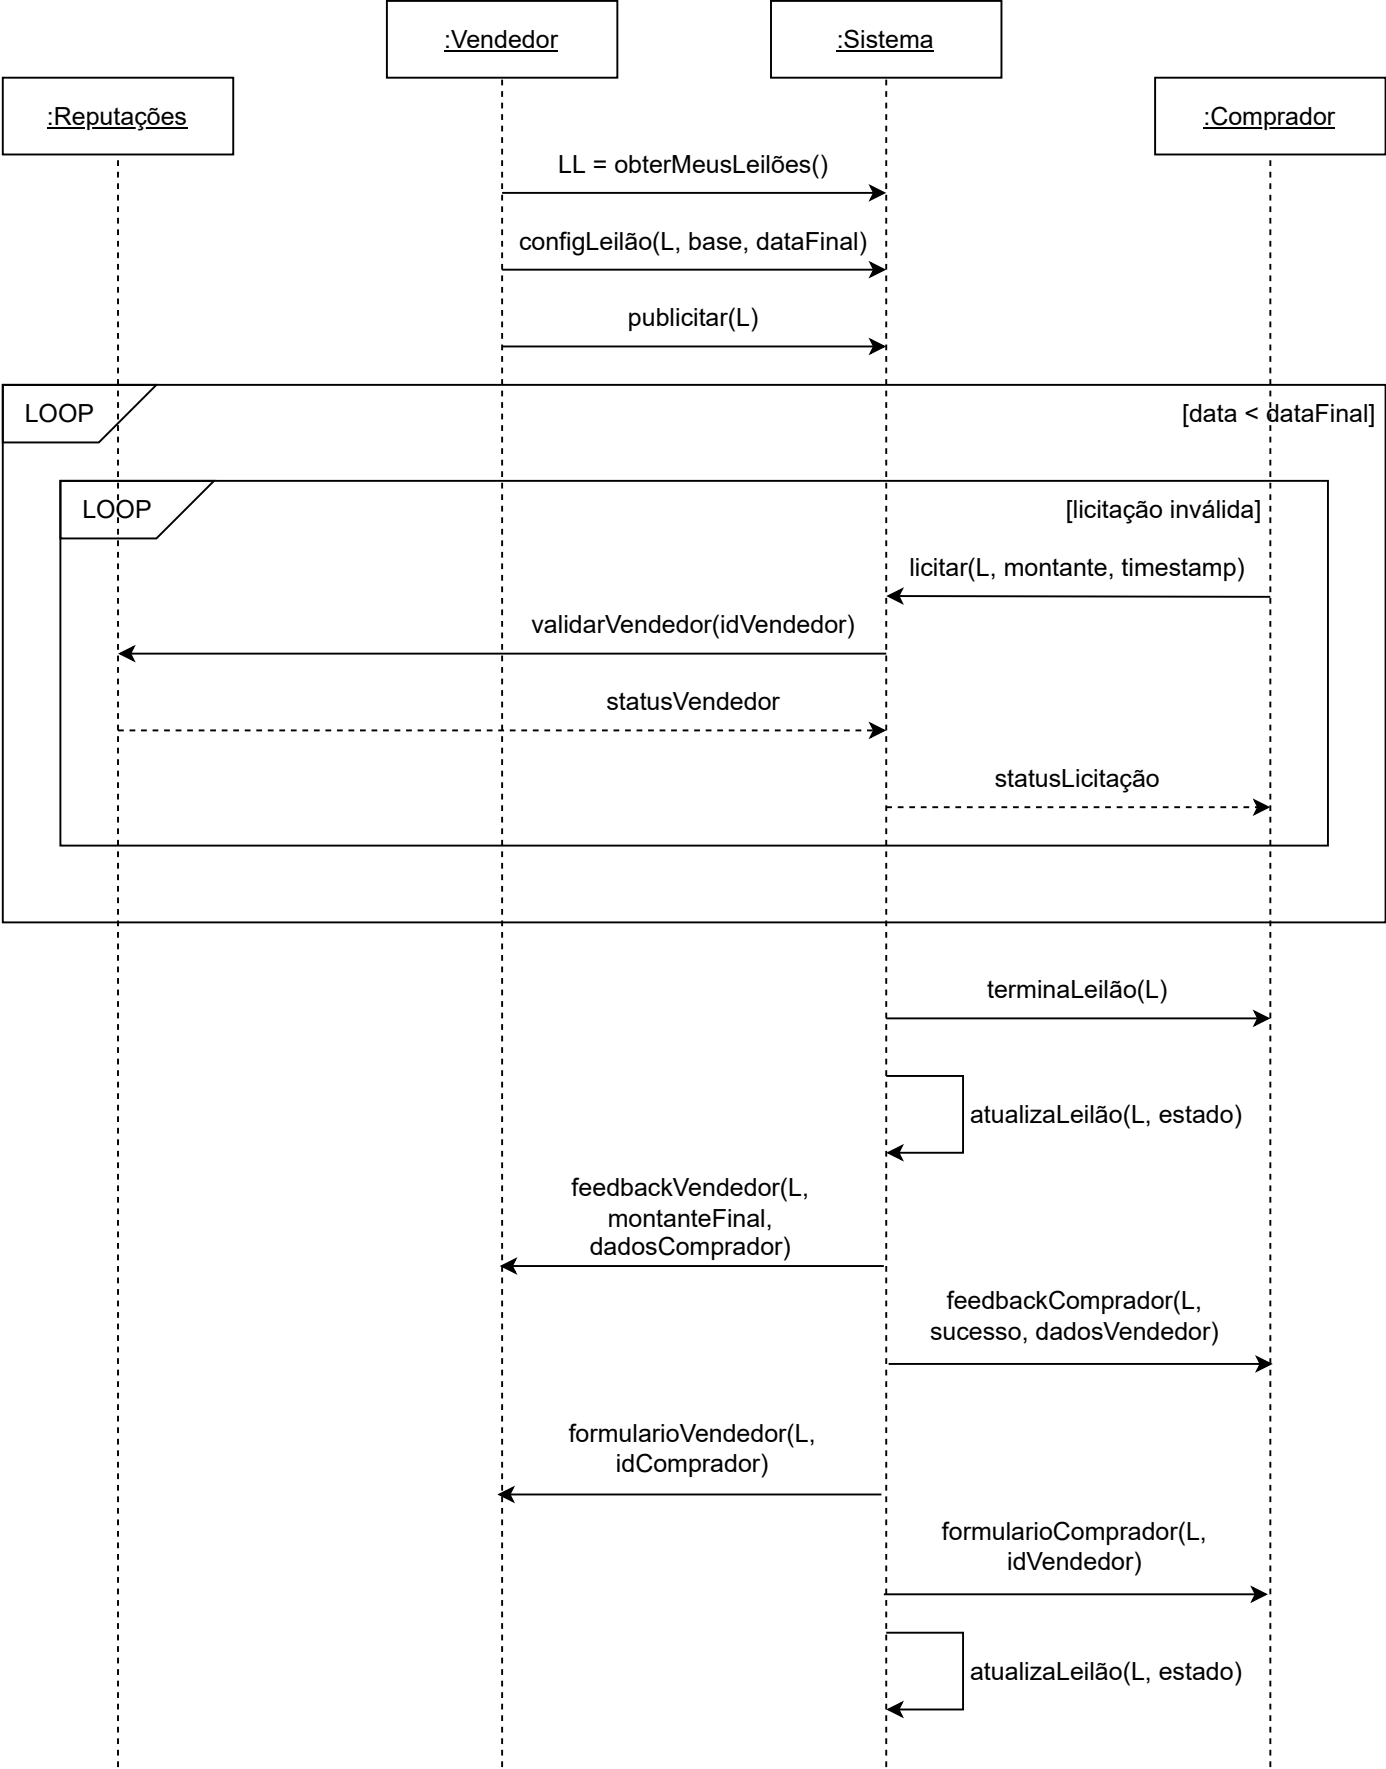 :Vendedor
:Sistema
:Reputações
:Comprador
LL = obterMeusLeilões()
configLeilão(L, base, dataFinal)
publicitar(L)
LOOP
[data < dataFinal]
LOOP
[licitação inválida]
licitar(L, montante, timestamp)
validarVendedor(idVendedor)
statusVendedor
statusLicitação
terminaLeilão(L)
atualizaLeilão(L, estado)
feedbackVendedor(L,
montanteFinal,
dadosComprador)
feedbackComprador(L,
sucesso, dadosVendedor)
formularioVendedor(L,
idComprador)
formularioComprador(L,
idVendedor)
atualizaLeilão(L, estado)